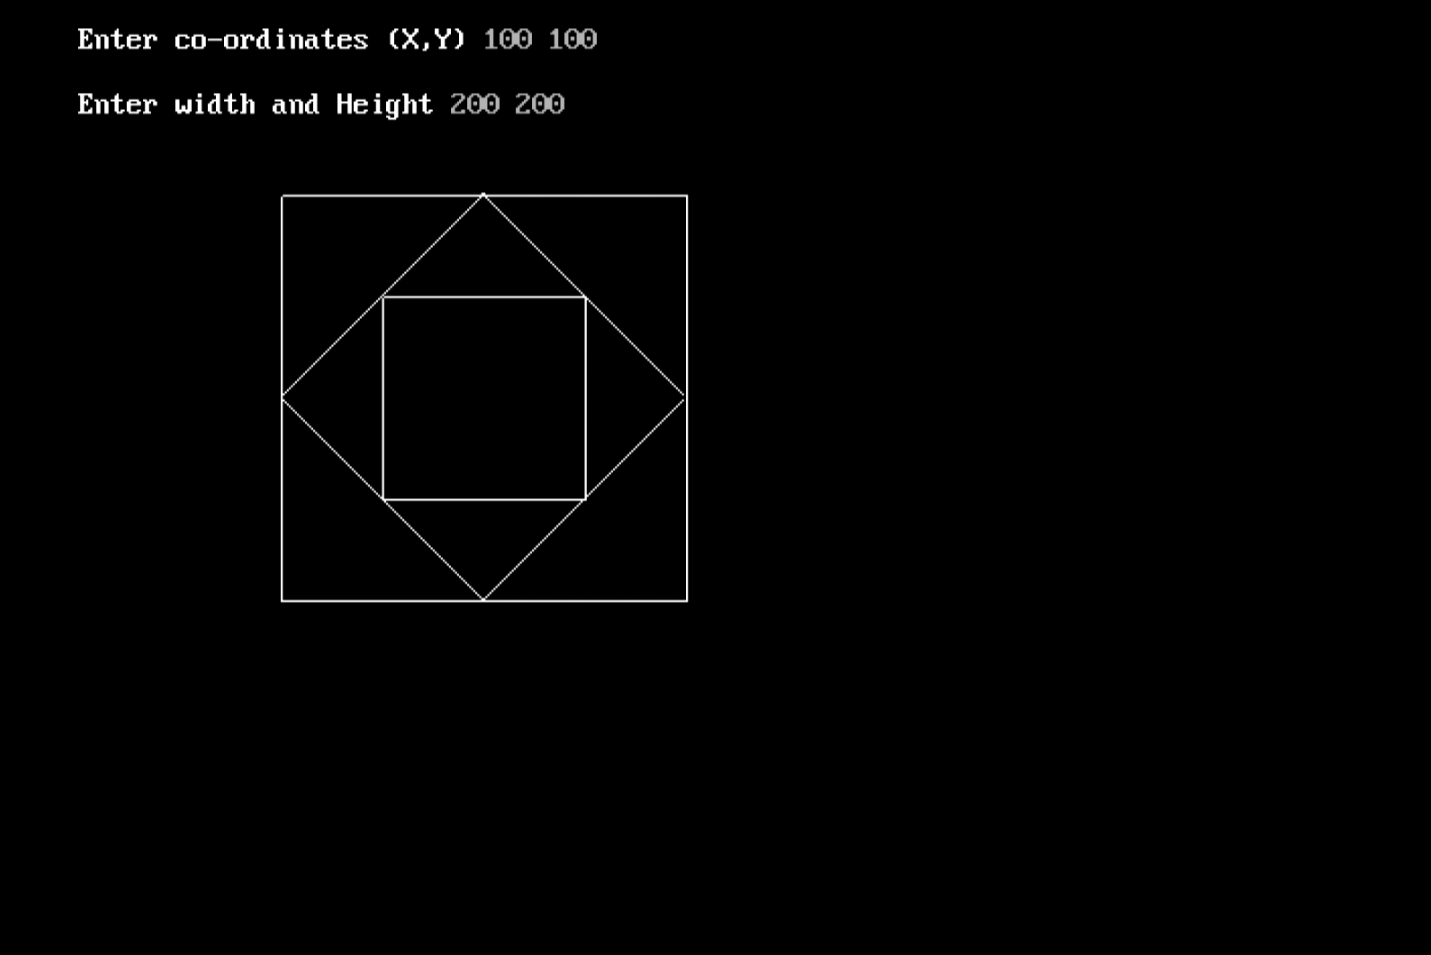 Enter co-ordinates (X,Y) 100 100
Enter width and Height 200 200